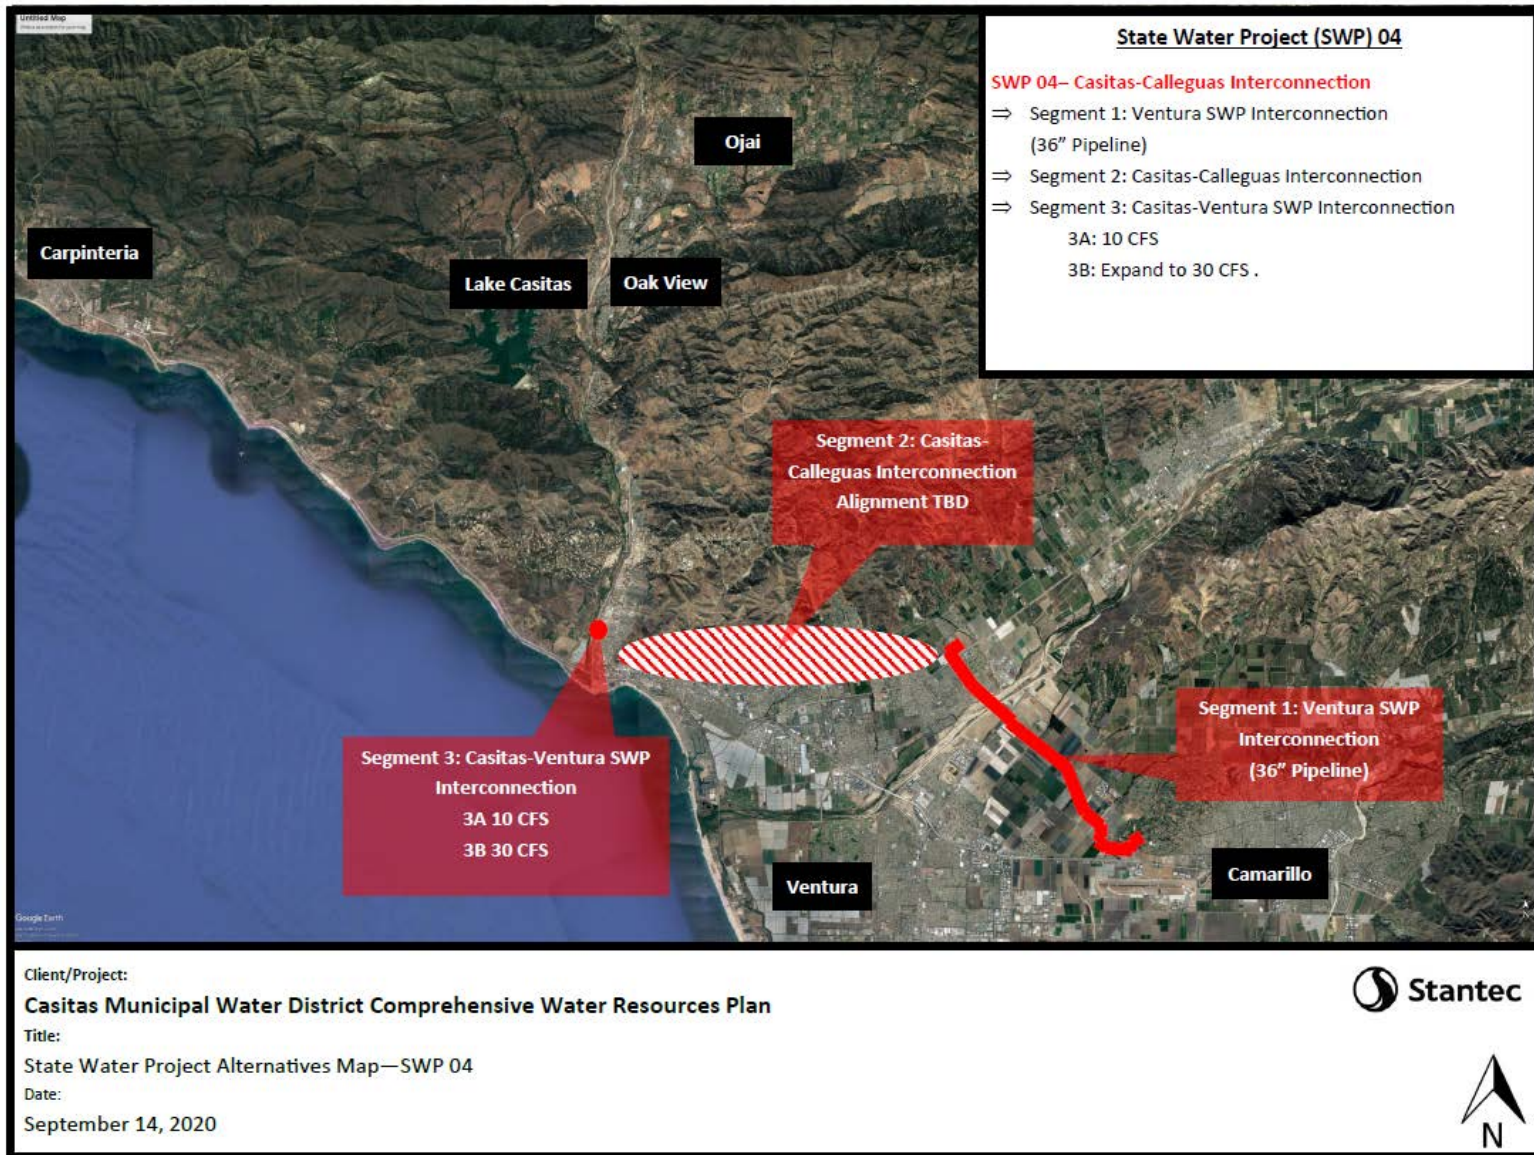 Untitled Map
State Water Project (SWP) 04
SWP 04– Casitas-Calleguas Interconnection
⇒ Segment 1: Ventura SWP Interconnection
(36” Pipeline)
⇒ Segment 2: Casitas-Calleguas Interconnection
⇒ Segment 3: Casitas-Ventura SWP Interconnection
3A: 10 CFS
3B: Expand to 30 CFS .
Ojai
Carpinteria
Lake Casitas
Oak View
Segment 2: Casitas-
Calleguas Interconnection
Alignment TBD
Segment 1: Ventura SWP
Interconnection
(36” Pipeline)
Segment 3: Casitas-Ventura SWP
Interconnection
3A 10 CFS
3B 30 CFS
Ventura
Camarillo
Google Earth
Client/Project:
Casitas Municipal Water District Comprehensive Water Resources Plan
Title:
State Water Project Alternatives Map—SWP 04
Date:
September 14, 2020
Stantec
N